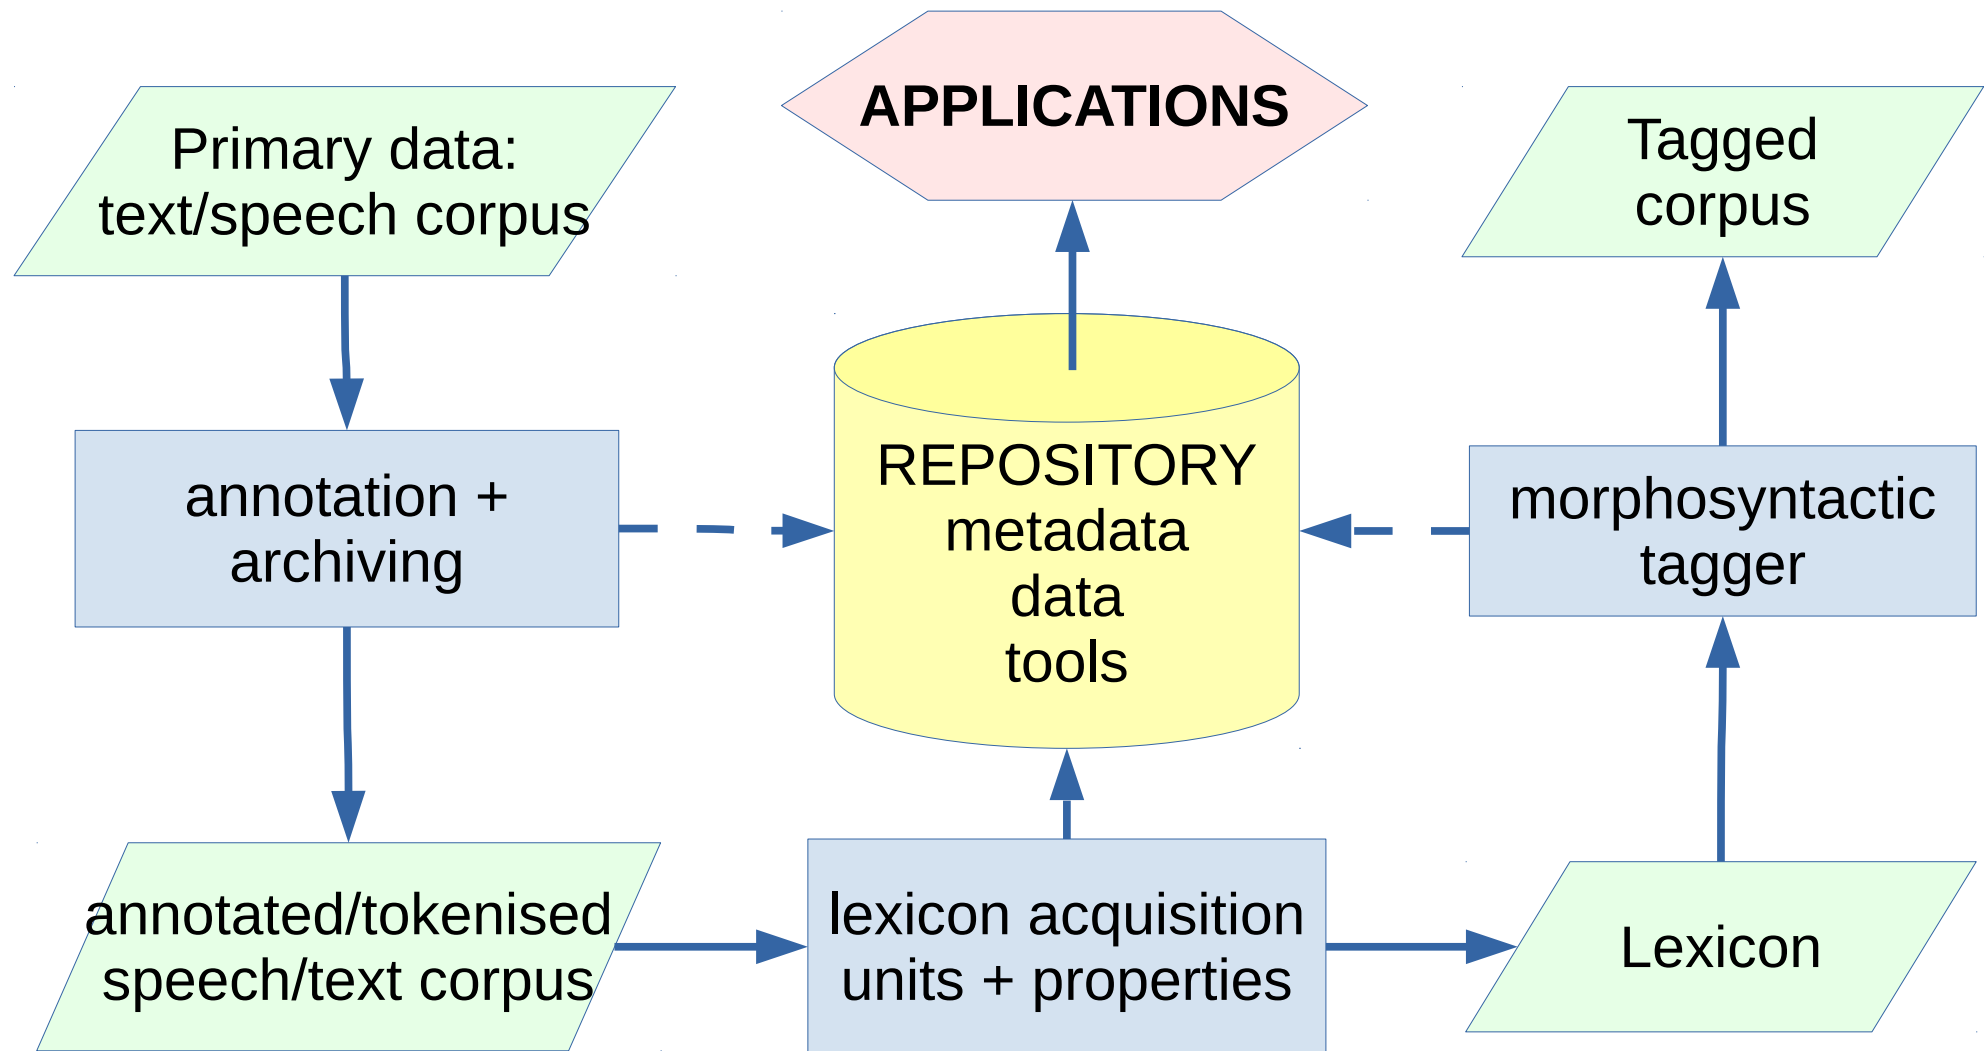 Primary data:
text/speech corpus
APPLICATIONS
Tagged
corpus
annotation +
archiving
REPOSITORY
metadata
data
tools
morphosyntactic
tagger
annotated/tokenised
speech/text corpus
lexicon acquisition
units + properties
Lexicon